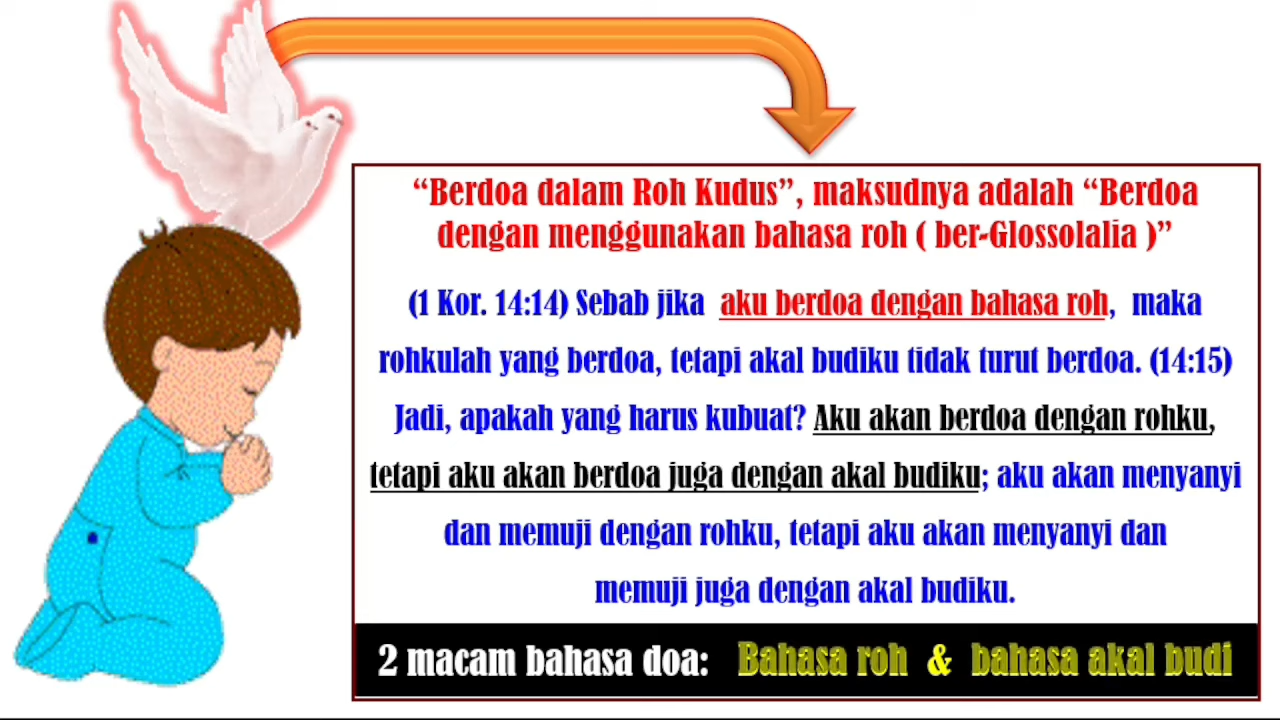 “Berdoa dalam Roh Kudus”, maksudnya adalah “Berdoa
dengan menggunakan bahasa roh ( ber-Glossolalia )”
(1 Kor. 14:14) Sebab jika aku berdoa dengan bahasa roh, maka
rohkulah yang berdoa, tetapi akal budiku tidak turut berdoa. (14:15)
Jadi, apakah yang harus kubuat? Aku akan berdoa dengan rohku,
tetapi aku akan berdoa juga dengan akal budiku; aku akan menyanyi
dan memuji dengan rohku, tetapi aku akan menyanyi dan
memuji juga dengan akal budiku.
2 macam bahasa doa: Bahasa roh & bahasa akal budi